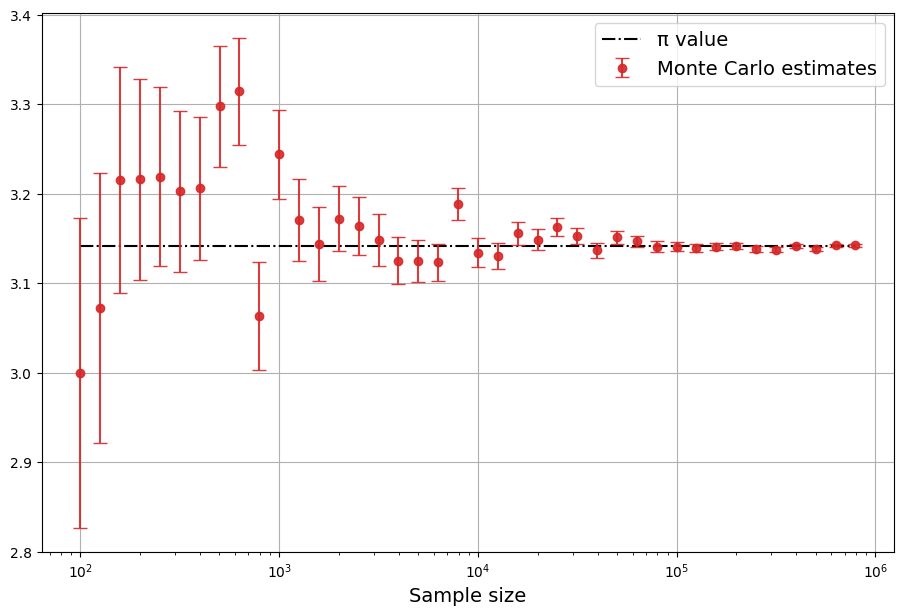 3.4
3.3
3.2
3.1
3.0
2.9
2.8
π value
Monte Carlo estimates
10² 10³ 10⁴ 10⁵ 10⁶
Sample size